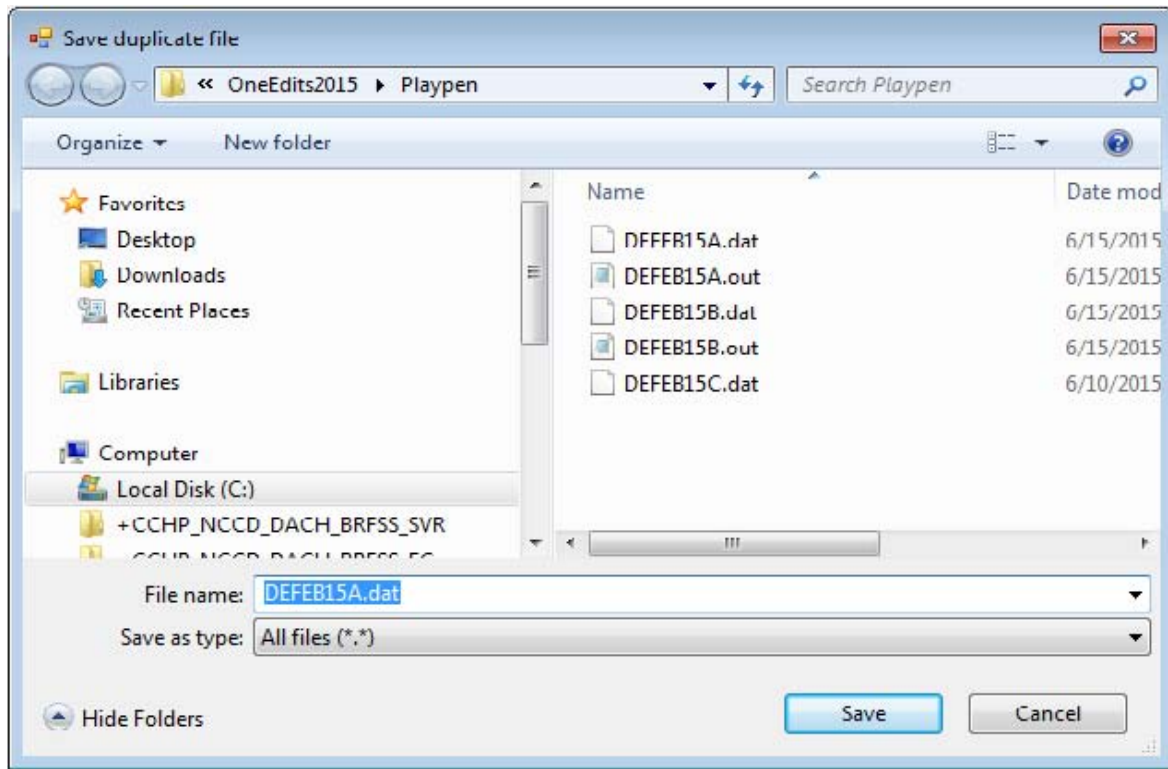 Save duplicate file
« OneEdits2015 ▸ Playpen
Search Playpen
Organize
New folder
Favorites
Desktop
Downloads
Recent Places
Libraries
Computer
Local Disk (C:)
+CCHP_NCCD_DACH_BRFSS_SVR
Name
Date mod
DEFEB15A.dat
6/15/2015
DEFEB15A.out
6/15/2015
DEFEB15B.dat
6/15/2015
DEFEB15B.out
6/15/2015
DEFEB15C.dat
6/10/2015
File name: DEFEB15A.dat
Save as type: All files (*.*)
Hide Folders
Save
Cancel